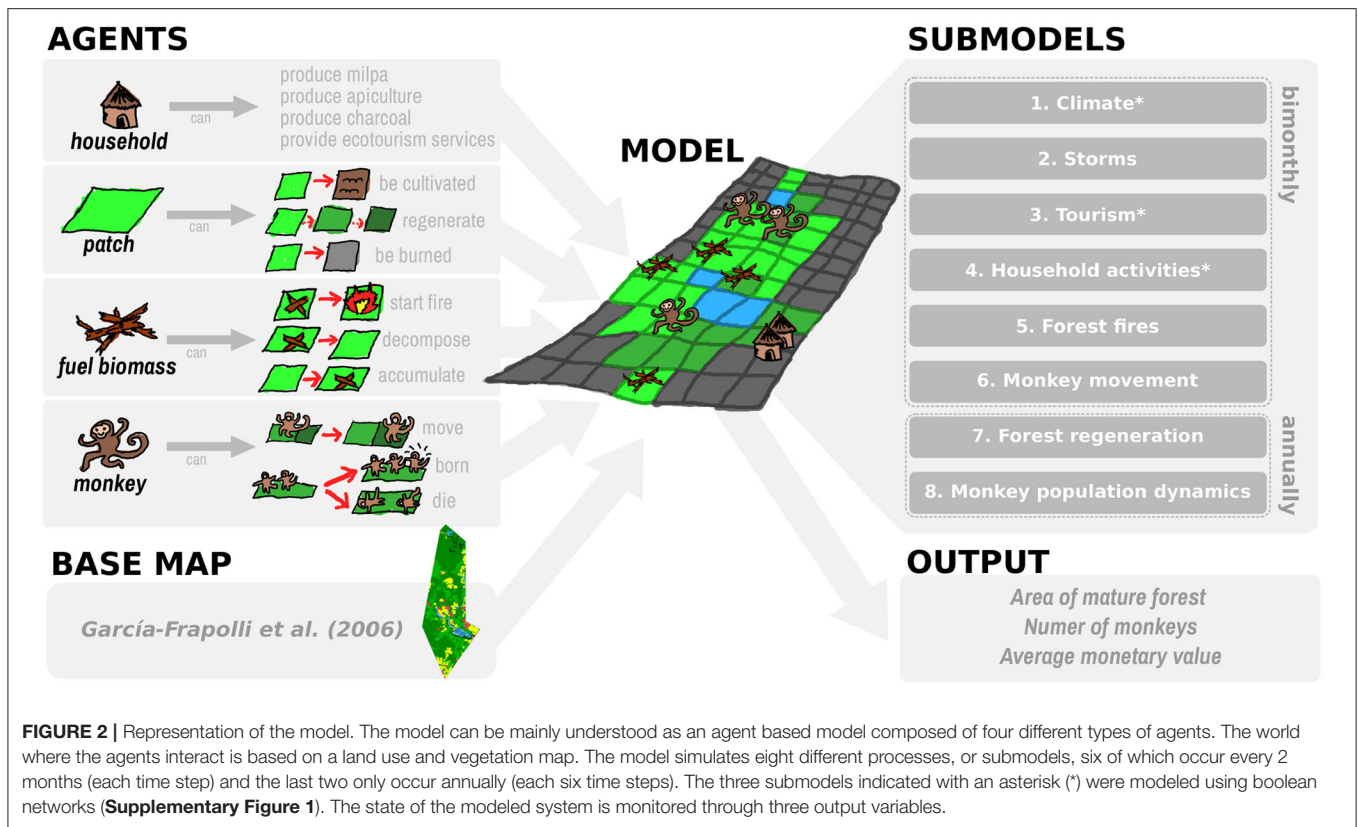 AGENTS
household
can
produce milpa
produce apiculture
produce charcoal
provide ecotourism services
patch
can
be cultivated
regenerate
be burned
fuel biomass
can
start fire
decompose
accumulate
monkey
can
move
born
die
BASE MAP
García-Frapolli et al. (2006)
MODEL
SUBMODELS
bimonthly
1. Climate*
2. Storms
3. Tourism*
4. Household activities*
5. Forest fires
6. Monkey movement
annually
7. Forest regeneration
8. Monkey population dynamics
OUTPUT
Area of mature forest
Numer of monkeys
Average monetary value
FIGURE 2 | Representation of the model. The model can be mainly understood as an agent based model composed of four different types of agents. The world
where the agents interact is based on a land use and vegetation map. The model simulates eight different processes, or submodels, six of which occur every 2
months (each time step) and the last two only occur annually (each six time steps). The three submodels indicated with an asterisk (*) were modeled using boolean
networks (Supplementary Figure 1). The state of the modeled system is monitored through three output variables.